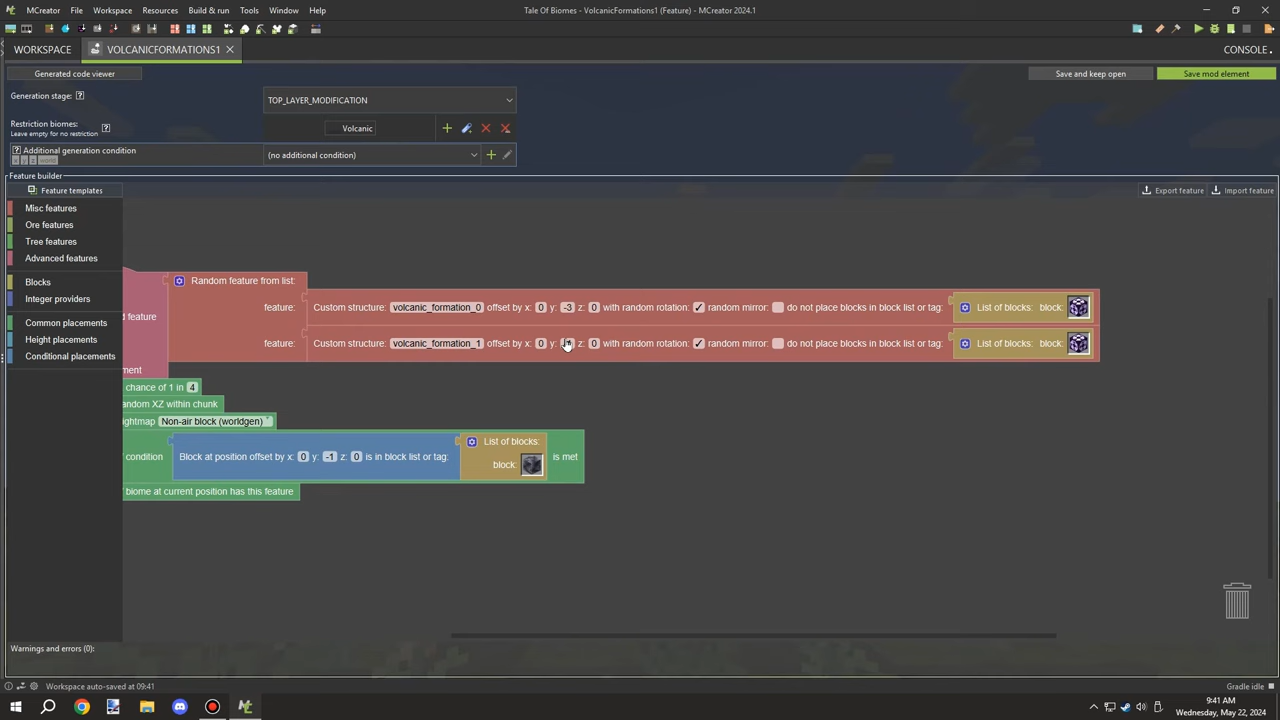 MCreator File Workspace Resources Build & run Tools Window Help
Tale Of Biomes - VolcanicFormations1 (Feature) - MCreator 2024.1
WORKSPACE
VOLCANICFORMATIONS1
CONSOLE
Generated code viewer
Save and keep open
Save mod element
Generation stage:
TOP_LAYER_MODIFICATION
Restriction biomes:
Leave empty for no restriction
Volcanic
Additional generation condition
x y z world
(no additional condition)
Feature builder
Feature templates
Export feature
Import feature
Misc features
Ore features
Tree features
Advanced features
Blocks
Integer providers
Common placements
Height placements
Conditional placements
Random feature from list:
feature: Custom structure: volcanic_formation_0 offset by x: 0 y: -3 z: 0 with random rotation: ✓ random mirror: do not place blocks in block list or tag: List of blocks: block:
d feature
feature: Custom structure: volcanic_formation_1 offset by x: 0 y: z: 0 with random rotation: ✓ random mirror: do not place blocks in block list or tag: List of blocks: block:
ment
chance of 1 in 4
andom XZ within chunk
ightmap Non-air block (worldgen)
condition Block at position offset by x: 0 y: -1 z: 0 is in block list or tag: List of blocks: block: is met
biome at current position has this feature
Warnings and errors (0):
Workspace auto-saved at 09:41
Gradle idle
9:41 AM
Wednesday, May 22, 2024